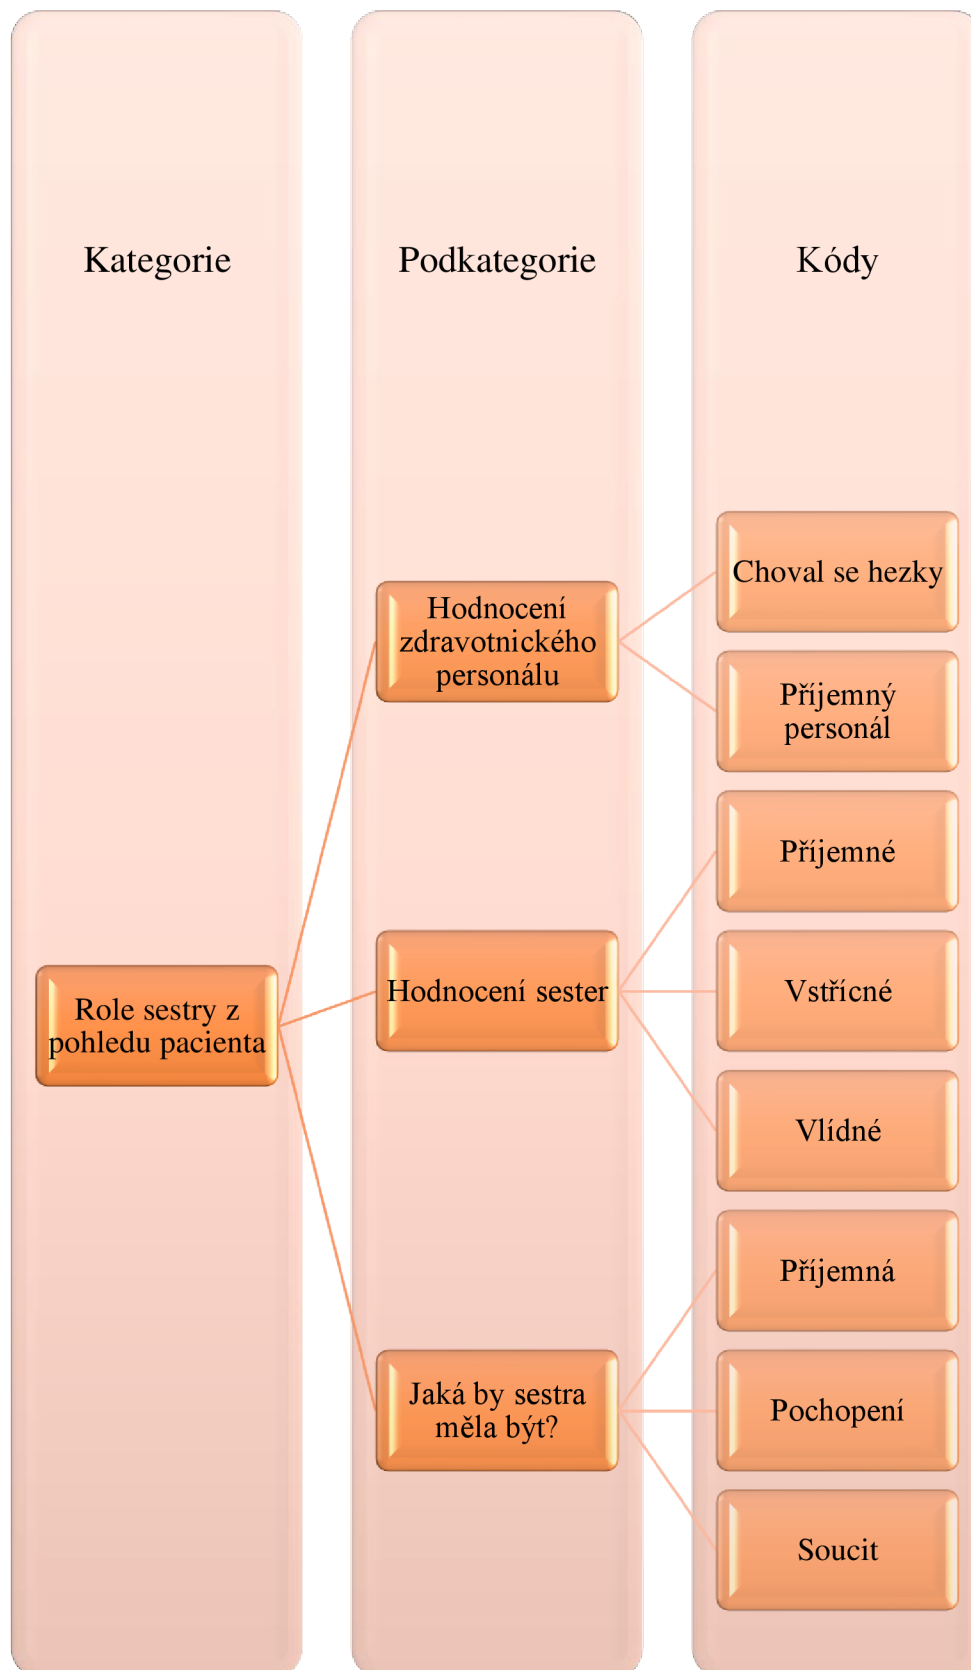 Kategorie
Podkategorie
Kódy
Role sestry z
pohledu pacienta
Hodnocení
zdravotnického
personálu
Choval se hezky
Příjemný
personál
Hodnocení sester
Příjemné
Vstřícné
Vlídné
Jaká by sestra
měla být?
Příjemná
Pochopení
Soucit